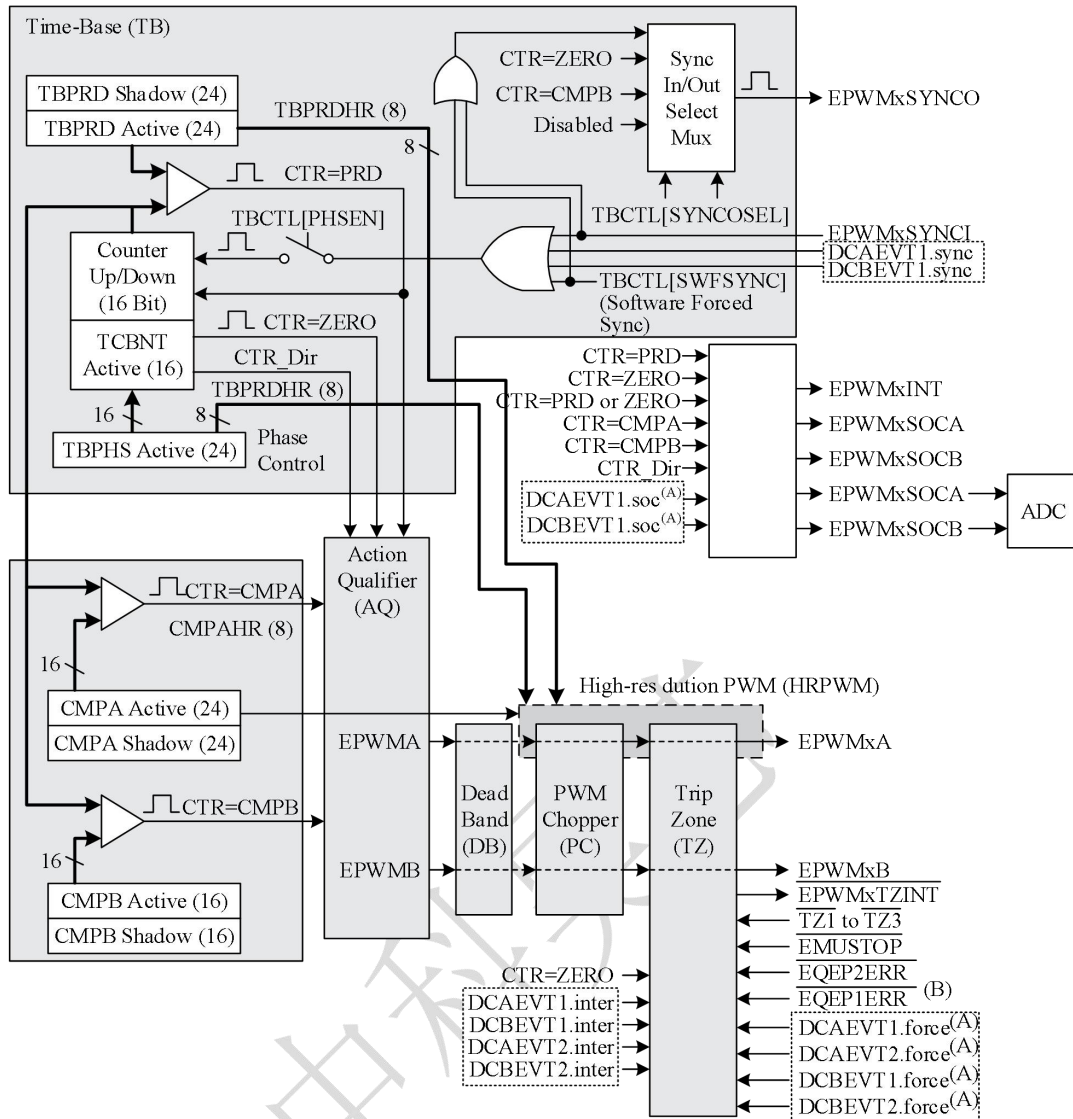 Time-Base (TB)
TBPRD Shadow (24)
TBPRD Active (24)
TBPRDHR (8)
8
CTR=PRD
TBCTL[PHSEN]
Counter
Up/Down
(16 Bit)
TCBNT
Active (16)
CTR=ZERO
CTR_Dir
TBPRDHR (8)
16
8
TBPHS Active (24)
Phase
Control
CTR=ZERO
CTR=CMPB
Disabled
Sync
In/Out
Select
Mux
EPWMxSYNCO
TBCTL[SYNCOSEL]
EPWMxSYNCI
DCAEVT1.sync
DCBEVT1.sync
TBCTL[SWFSYNC]
(Software Forced
Sync)
CTR=PRD
CTR=ZERO
CTR=PRD or ZERO
CTR=CMPA
CTR=CMPB
CTR_Dir
DCAEVT1.soc(A)
DCBEVT1.soc(A)
EPWMxINT
EPWMxSOCA
EPWMxSOCB
EPWMxSOCA
EPWMxSOCB
ADC
Action
Qualifier
(AQ)
CTR=CMPA
CMPAHR (8)
16
CMPA Active (24)
CMPA Shadow (24)
CTR=CMPB
16
CMPB Active (16)
CMPB Shadow (16)
High-res dution PWM (HRPWM)
EPWMA
EPWMB
Dead
Band
(DB)
PWM
Chopper
(PC)
Trip
Zone
(TZ)
EPWMxA
EPWMxB
EPWMxTZINT
TZ1 to TZ3
EMUSTOP
EQEP2ERR
EQEP1ERR (B)
DCAEVT1.force(A)
DCAEVT2.force(A)
DCBEVT1.force(A)
DCBEVT2.force(A)
CTR=ZERO
DCAEVT1.inter
DCBEVT1.inter
DCAEVT2.inter
DCBEVT2.inter
中科昊芯